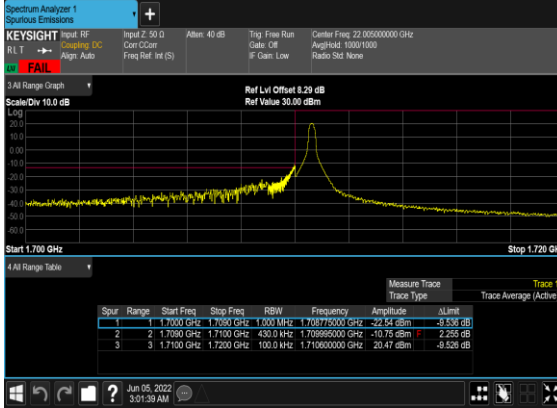 Spectrum Analyzer 1
Spurious Emissions
+
KEYSIGHT Input: RF Input Z: 50 Ω Atten: 40 dB Trig: Free Run Center Freq: 22.005000000 GHz
RLT Coupling: DC Corr CCorr Gate: Off Avg|Hold: 1000/1000
Align: Auto Freq Ref: Int (S) IF Gain: Low Radio Std: None
LXI FAIL
3 All Range Graph
Ref Lvl Offset 8.29 dB
Scale/Div 10.0 dB Ref Value 30.00 dBm
Log
20.0
10.0
0.00
-10.0
-20.0
-30.0
-40.0
-50.0
-60.0
Start 1.700 GHz Stop 1.720 GH
4 All Range Table
Measure Trace Trace 1
Trace Type Trace Average (Active
Spur Range Start Freq Stop Freq RBW Frequency Amplitude ΔLimit
1 1 1.7000 GHz 1.7090 GHz 1.000 MHz 1.708775000 GHz -22.54 dBm -9.536 dB
2 2 1.7090 GHz 1.7100 GHz 430.0 kHz 1.709995000 GHz -10.75 dBm F 2.255 dB
3 3 1.7100 GHz 1.7200 GHz 100.0 kHz 1.710600000 GHz 20.47 dBm -9.526 dB
? Jun 05, 2022
3:01:39 AM